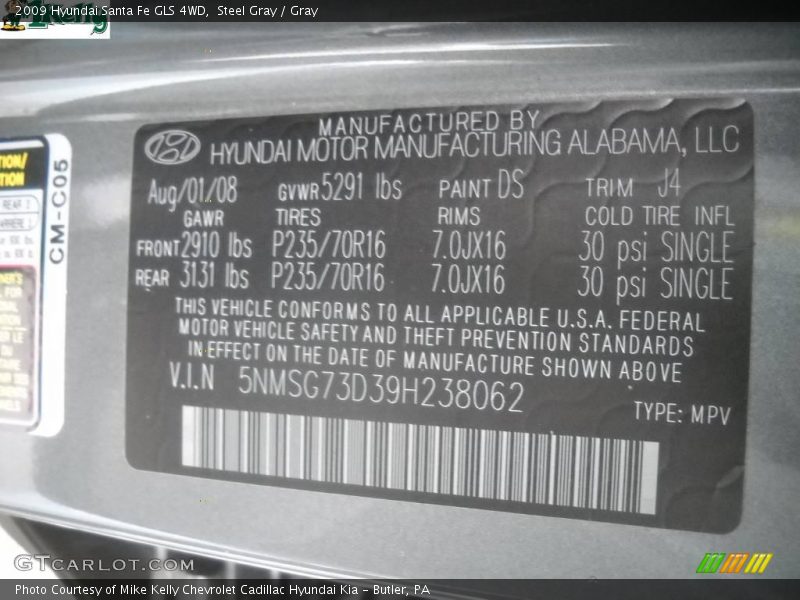 2009 Hyundai Santa Fe GLS 4WD,  Steel Gray / Gray
Kelly
MANUFACTURED BY
HYUNDAI MOTOR MANUFACTURING ALABAMA, LLC
Aug/01/08 GVWR 5291 lbs PAINT DS TRIM J4
GAWR TIRES RIMS COLD TIRE INFL
FRONT 2910 lbs P235/70R16 7.0JX16 30 psi SINGLE
REAR 3131 lbs P235/70R16 7.0JX16 30 psi SINGLE
THIS VEHICLE CONFORMS TO ALL APPLICABLE U.S.A. FEDERAL
MOTOR VEHICLE SAFETY AND THEFT PREVENTION STANDARDS
IN EFFECT ON THE DATE OF MANUFACTURE SHOWN ABOVE
V.I.N 5NMSG73D39H238062
TYPE: MPV
CM-C05
GTCARLOT.COM
Photo Courtesy of Mike Kelly Chevrolet Cadillac Hyundai Kia - Butler, PA